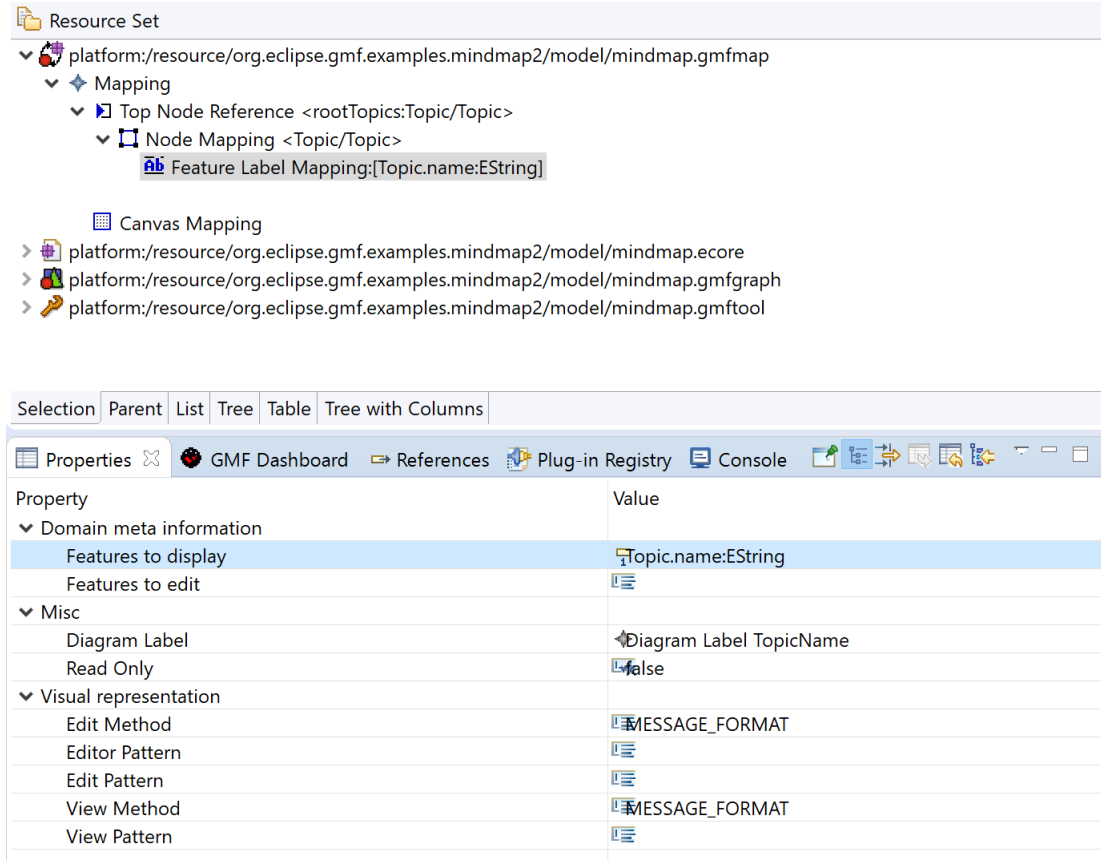 Resource Set
platform:/resource/org.eclipse.gmf.examples.mindmap2/model/mindmap.gmfmap
Mapping
Top Node Reference <rootTopics:Topic/Topic>
Node Mapping <Topic/Topic>
Feature Label Mapping:[Topic.name:EString]
Canvas Mapping
platform:/resource/org.eclipse.gmf.examples.mindmap2/model/mindmap.ecore
platform:/resource/org.eclipse.gmf.examples.mindmap2/model/mindmap.gmfgraph
platform:/resource/org.eclipse.gmf.examples.mindmap2/model/mindmap.gmftool
Selection Parent List Tree Table Tree with Columns
Properties GMF Dashboard References Plug-in Registry Console
Property Value
Domain meta information
Features to display Topic.name:EString
Features to edit
Misc
Diagram Label Diagram Label TopicName
Read Only false
Visual representation
Edit Method MESSAGE_FORMAT
Editor Pattern
Edit Pattern
View Method MESSAGE_FORMAT
View Pattern